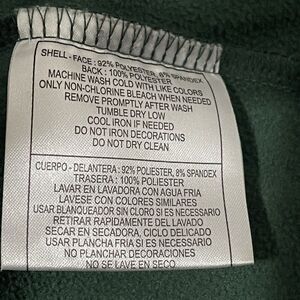 SHELL - FACE : 92% POLYESTER, 8% SPANDEX
BACK : 100% POLYESTER
MACHINE WASH COLD WITH LIKE COLORS
ONLY NON-CHLORINE BLEACH WHEN NEEDED
REMOVE PROMPTLY AFTER WASH
TUMBLE DRY LOW
COOL IRON IF NEEDED
DO NOT IRON DECORATIONS
DO NOT DRY CLEAN
CUERPO - DELANTERA : 92% POLIESTER, 8% SPANDEX
TRASERA : 100% POLIESTER
LAVAR EN LAVADORA CON AGUA FRIA
LAVESE CON COLORES SIMILARES
USAR BLANQUEADOR SIN CLORO SI ES NECESARIO
RETIRAR RAPIDAMENTE DEL LAVADO
SECAR EN SECADORA, CICLO DELICADO
USAR PLANCHA FRIA SI ES NECESARIO
NO PLANCHAR DECORACIONES
NO SE LAVE EN SECO